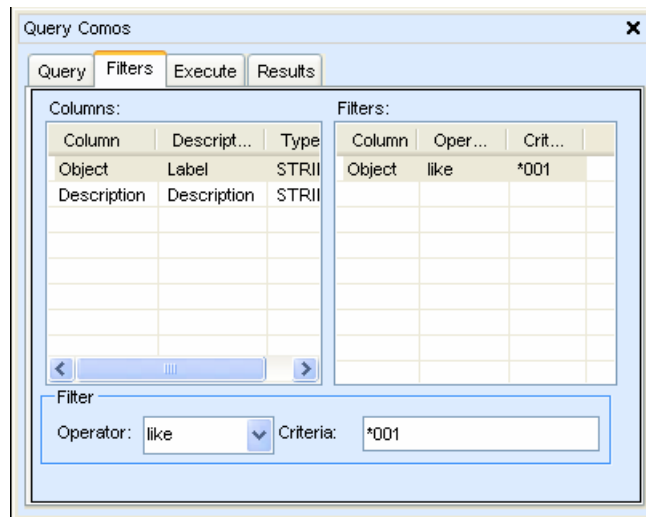 Query Comos
Query Filters Execute Results
Columns: Filters:
Column Descript... Type Column Oper... Crit...
Object Label STRII Object like *001
Description Description STRII
Filter
Operator: like Criteria: *001